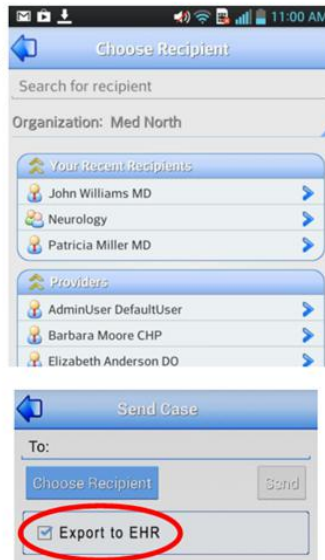 11:00 AM
Choose Recipient
Search for recipient
Organization: Med North
Your Recent Recipients
John Williams MD
Neurology
Patricia Miller MD
Providers
AdminUser DefaultUser
Barbara Moore CHP
Elizabeth Anderson DO
Send Case
To:
Choose Recipient Send
Export to EHR